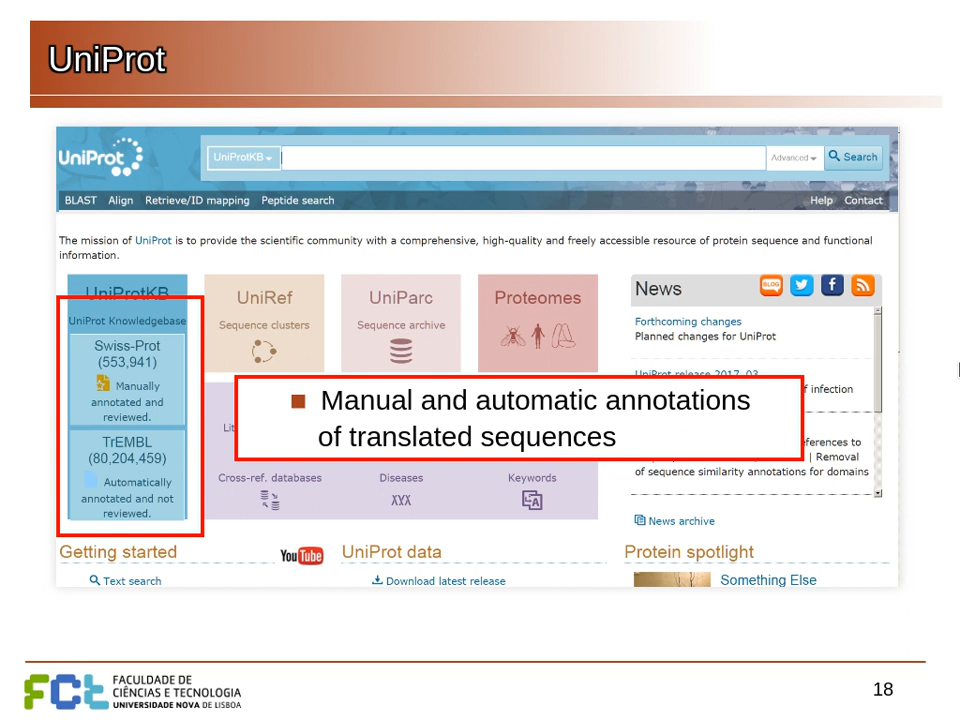 UniProt
UniProt
UniProtKB
Advanced
Search
BLAST Align Retrieve/ID mapping Peptide search
Help Contact
The mission of UniProt is to provide the scientific community with a comprehensive, high-quality and freely accessible resource of protein sequence and functional
information.
UniProtKB
UniProt Knowledgebase
Swiss-Prot
(553,941)
Manually
annotated and
reviewed.
TrEMBL
(80,204,459)
Automatically
annotated and not
reviewed.
UniRef
Sequence clusters
UniParc
Sequence archive
Proteomes
News
BLOG
Forthcoming changes
Planned changes for UniProt
UniProt release 2017_03
f infection
ferences to
| Removal
of sequence similarity annotations for domains
News archive
■ Manual and automatic annotations
of translated sequences
Lit
Cross-ref. databases
Diseases
Keywords
Getting started
YouTube
UniProt data
Protein spotlight
Text search
Download latest release
Something Else
FCt
FACULDADE DE
CIÊNCIAS E TECNOLOGIA
UNIVERSIDADE NOVA DE LISBOA
18